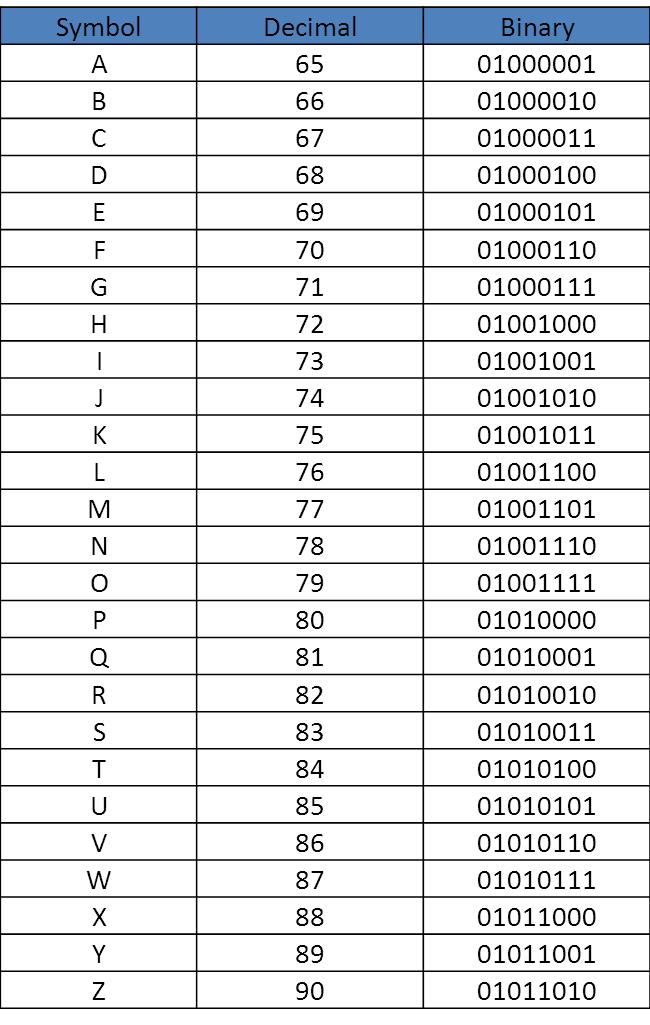 Symbol Decimal Binary
A 65 01000001
B 66 01000010
C 67 01000011
D 68 01000100
E 69 01000101
F 70 01000110
G 71 01000111
H 72 01001000
I 73 01001001
J 74 01001010
K 75 01001011
L 76 01001100
M 77 01001101
N 78 01001110
O 79 01001111
P 80 01010000
Q 81 01010001
R 82 01010010
S 83 01010011
T 84 01010100
U 85 01010101
V 86 01010110
W 87 01010111
X 88 01011000
Y 89 01011001
Z 90 01011010